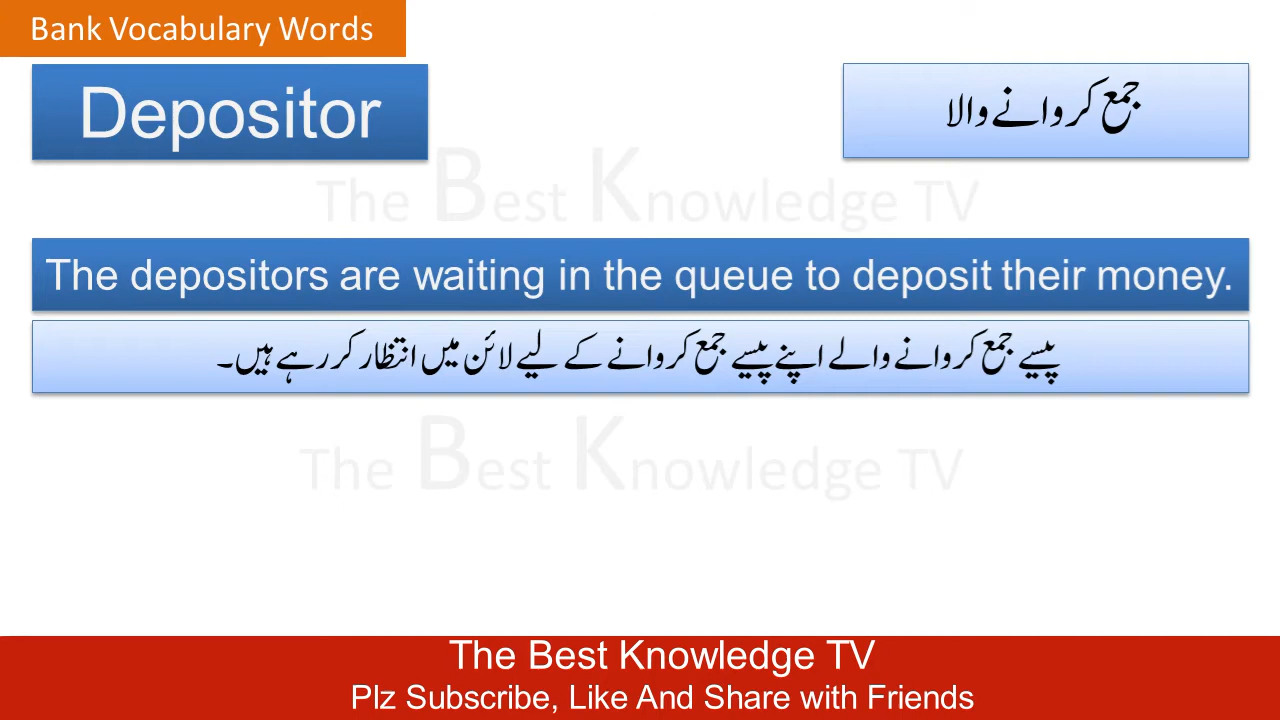 Bank Vocabulary Words
Depositor
جمع کروانے والا
The Best Knowledge TV
The depositors are waiting in the queue to deposit their money.
پیسے جمع کروانے والے اپنے پیسے جمع کروانے کے لیے لائن میں انتظار کر رہے ہیں۔
The Best Knowledge TV
The Best Knowledge TV
Plz Subscribe, Like And Share with Friends